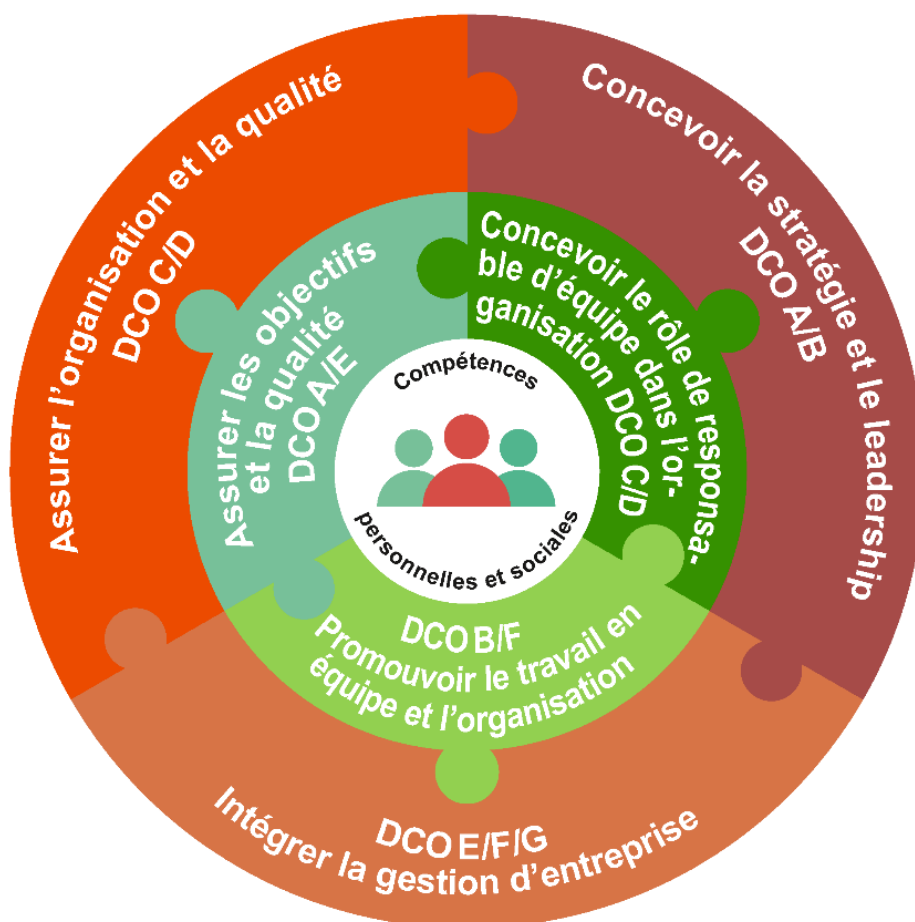 Assurer l'organisation et la qualité
DCO C/D
Concevoir la stratégie et le leadership
DCO A/B
Assurer les objectifs
et la qualité
DCO A/E
Concevoir le rôle de responsa-
ble d'équipe dans l'or-
ganisation DCO C/D
Compétences
personnelles et sociales
DCO B/F
Promouvoir le travail en
équipe et l'organisation
DCO E/F/G
Intégrer la gestion d'entreprise